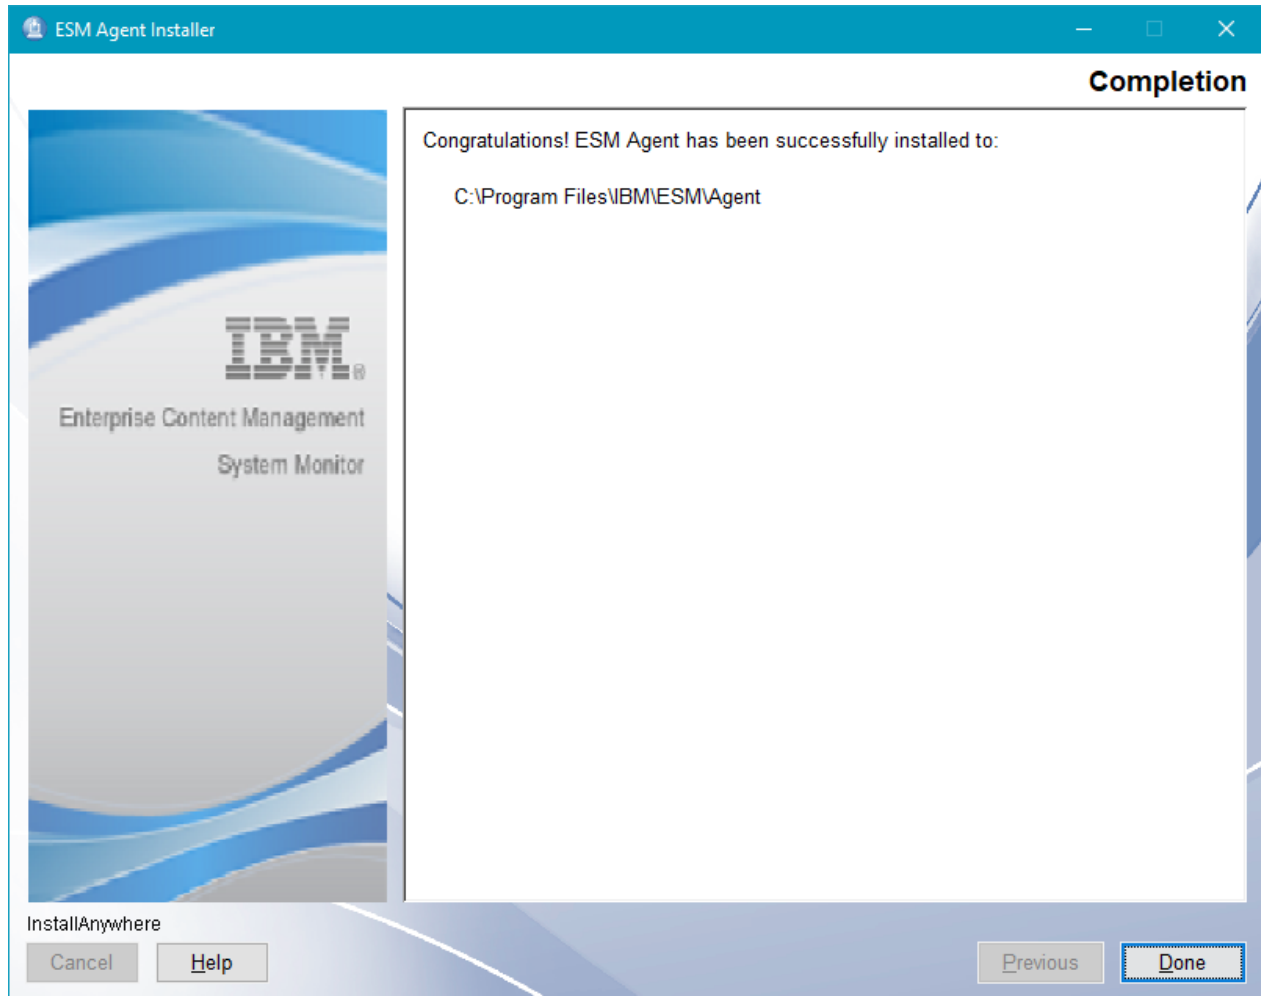 ESM Agent Installer
Completion
Congratulations! ESM Agent has been successfully installed to:
C:\Program Files\IBM\ESM\Agent
IBM®
Enterprise Content Management
System Monitor
InstallAnywhere
Cancel
Help
Previous
Done